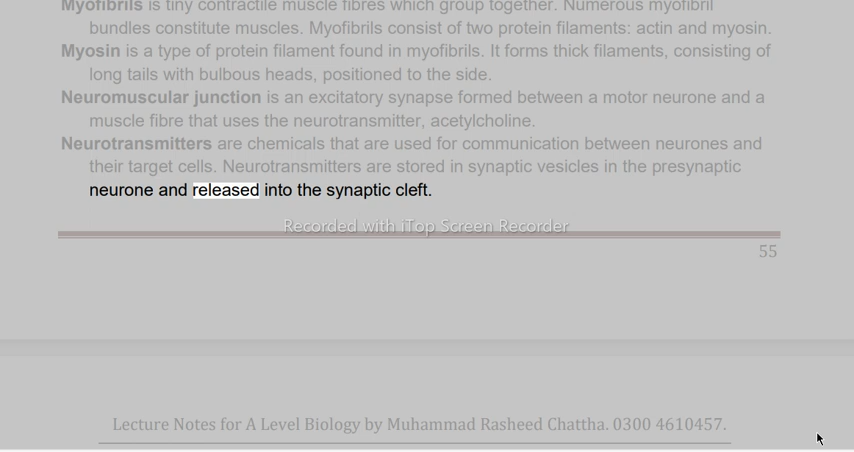 Myofibrils is tiny contractile muscle fibres which group together. Numerous myofibril
bundles constitute muscles. Myofibrils consist of two protein filaments: actin and myosin.
Myosin is a type of protein filament found in myofibrils. It forms thick filaments, consisting of
long tails with bulbous heads, positioned to the side.
Neuromuscular junction is an excitatory synapse formed between a motor neurone and a
muscle fibre that uses the neurotransmitter, acetylcholine.
Neurotransmitters are chemicals that are used for communication between neurones and
their target cells. Neurotransmitters are stored in synaptic vesicles in the presynaptic
neurone and released into the synaptic cleft.
Recorded with iTop Screen Recorder
55
Lecture Notes for A Level Biology by Muhammad Rasheed Chattha. 0300 4610457.